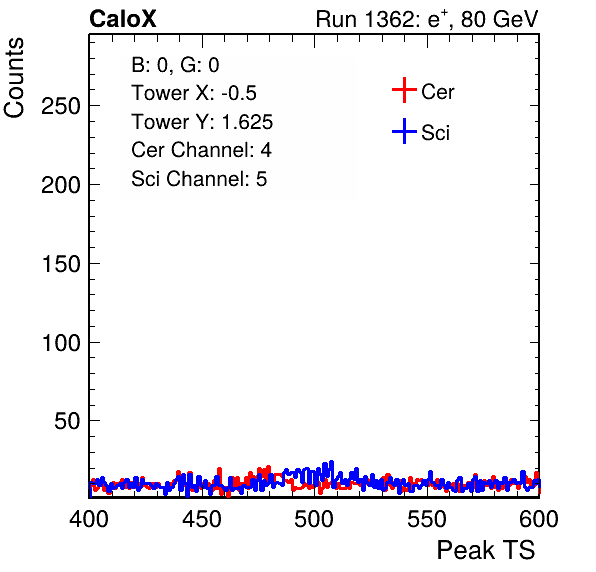 CaloX Run 1362: e+, 80 GeV
Counts
B: 0, G: 0
Tower X: -0.5
Tower Y: 1.625
Cer Channel: 4
Sci Channel: 5
Cer
Sci
250
200
150
100
50
400 450 500 550 600
Peak TS